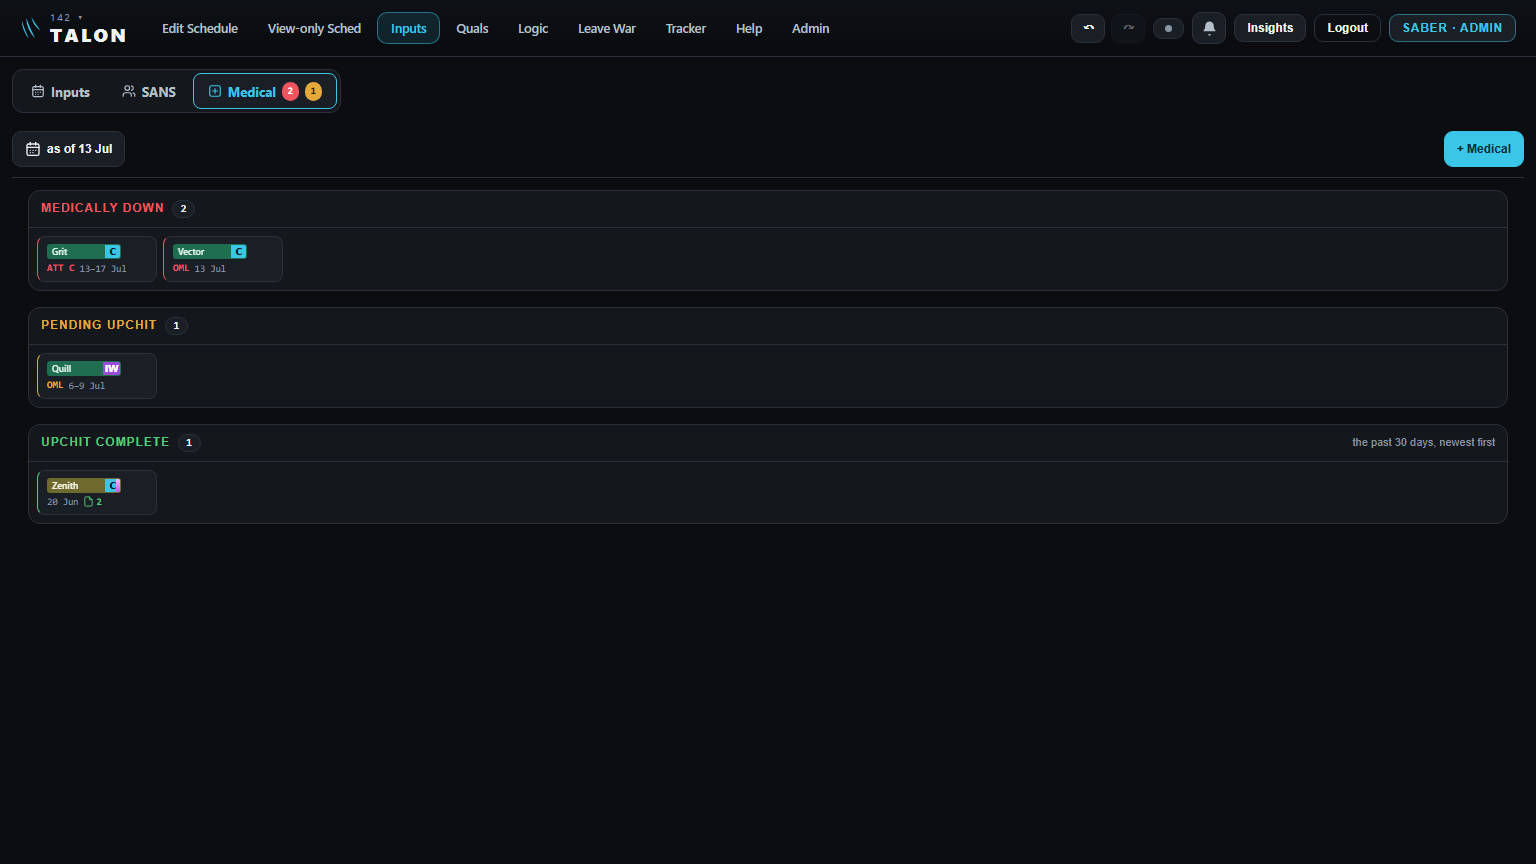 142
TALON
Edit Schedule
View-only Sched
Inputs
Quals
Logic
Leave War
Tracker
Help
Admin
Insights
Logout
SABER · ADMIN
Inputs
SANS
Medical 2 1
as of 13 Jul
+ Medical
MEDICALLY DOWN 2
Grit C
ATT C 13–17 Jul
Vector C
OML 13 Jul
PENDING UPCHIT 1
Quill IW
OML 6–9 Jul
UPCHIT COMPLETE 1
the past 30 days, newest first
Zenith C
20 Jun 2